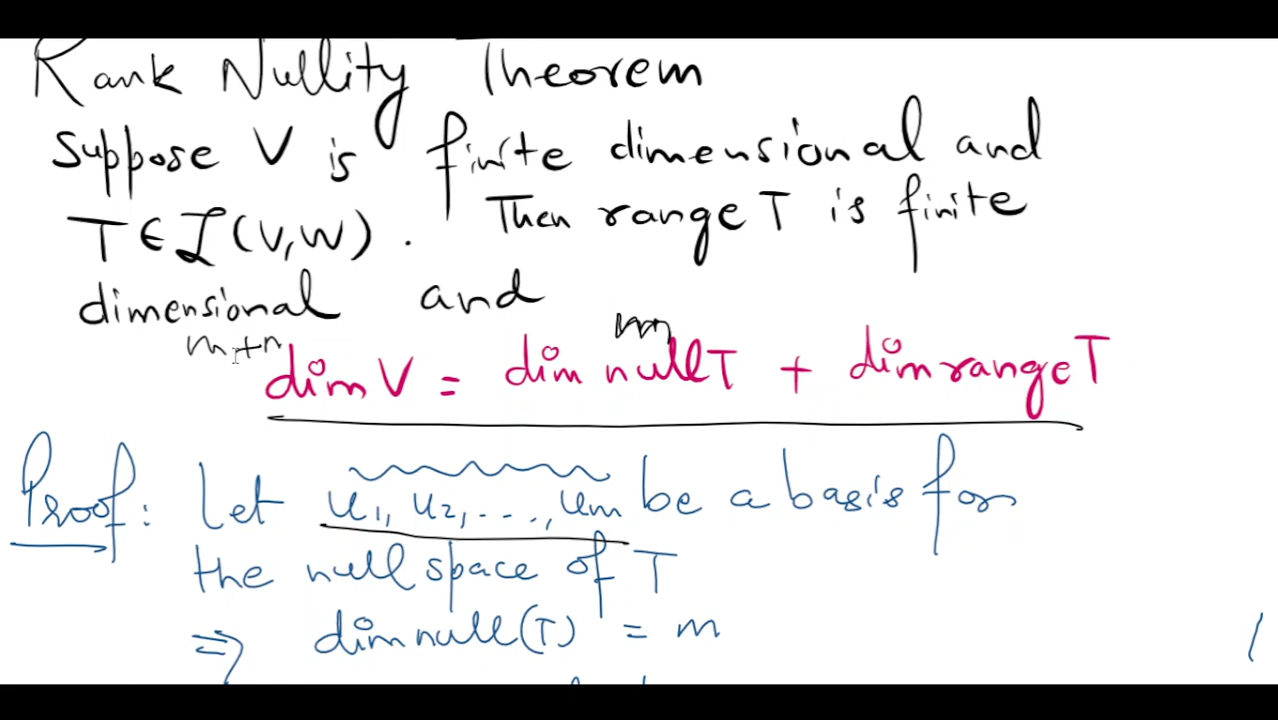 Rank Nullity Theorem
Suppose V is finite dimensional and
T ∈ ℒ(V,W). Then range T is finite
dimensional and
m+n
m
dim V = dim null T + dim range T
Proof: Let u₁, u₂, ..., uₘ be a basis for
the null space of T
⇒ dim null(T) = m